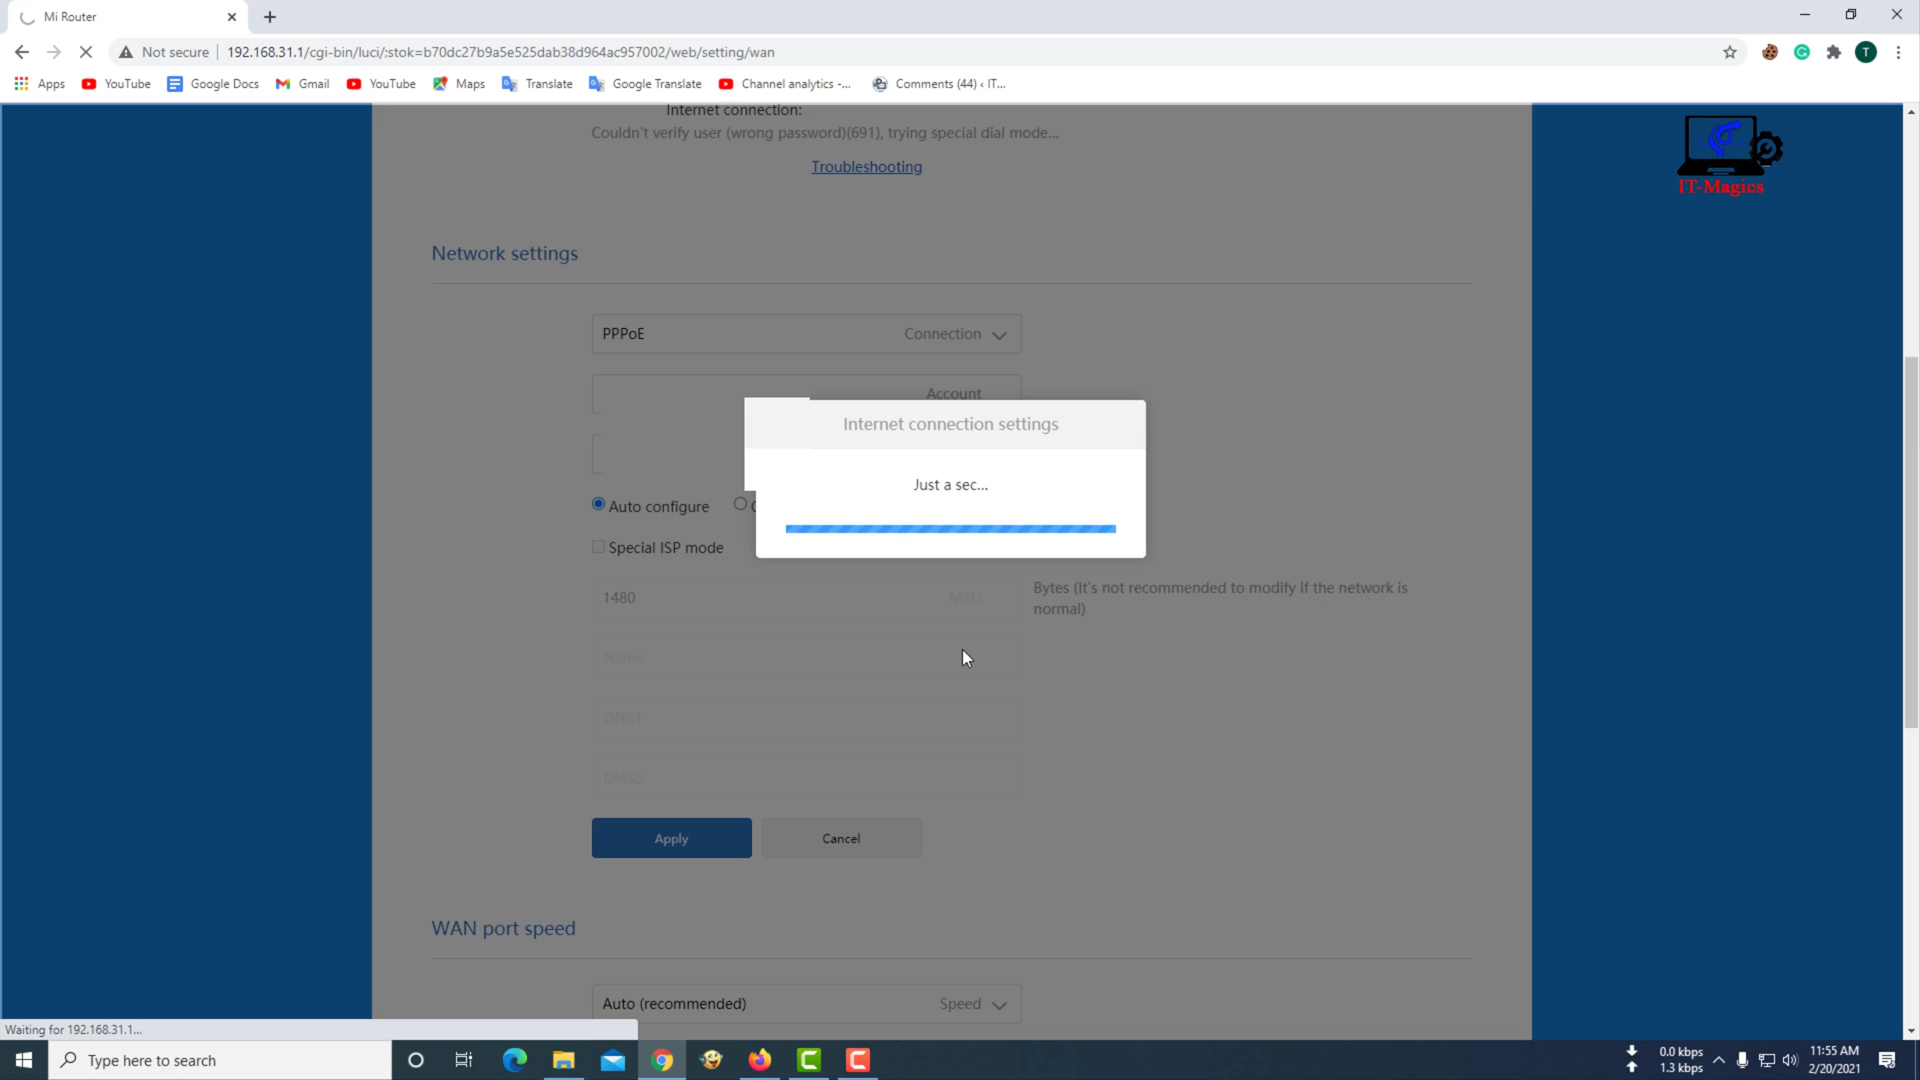 Mi Router
Not secure
192.168.31.1/cgi-bin/luci/;stok=b70dc27b9a5e525dab38d964ac957002/web/setting/wan
T
Apps
YouTube
Google Docs
Gmail
YouTube
Maps
Translate
Google Translate
Channel analytics -...
Comments (44) ‹ IT...
Internet connection:
Couldn't verify user (wrong password)(691), trying special dial mode...
Troubleshooting
IT-Magics
Network settings
PPPoE
Connection
Account
Internet connection settings
Just a sec...
Auto configure
Special ISP mode
1480
MTU
Bytes (It's not recommended to modify if the network is
normal)
Name
DNS1
DNS2
Apply
Cancel
WAN port speed
Auto (recommended)
Speed
Waiting for 192.168.31.1...
Type here to search
0.0 kbps
1.3 kbps
11:55 AM
2/20/2021